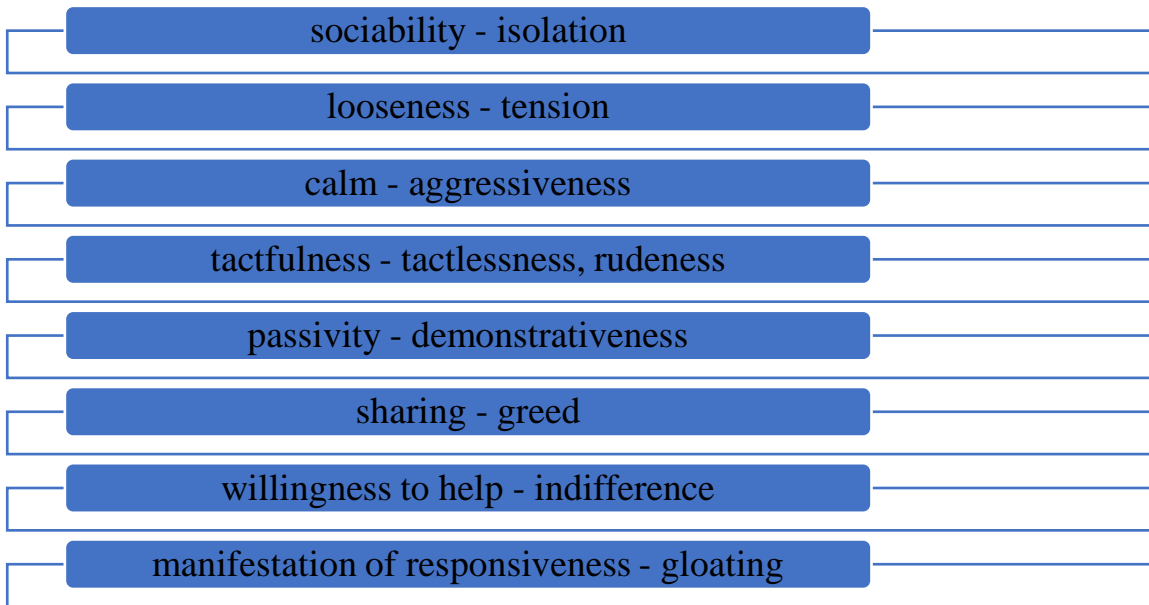 sociability - isolation
looseness - tension
calm - aggressiveness
tactfulness - tactlessness, rudeness
passivity - demonstrativeness
sharing - greed
willingness to help - indifference
manifestation of responsiveness - gloating